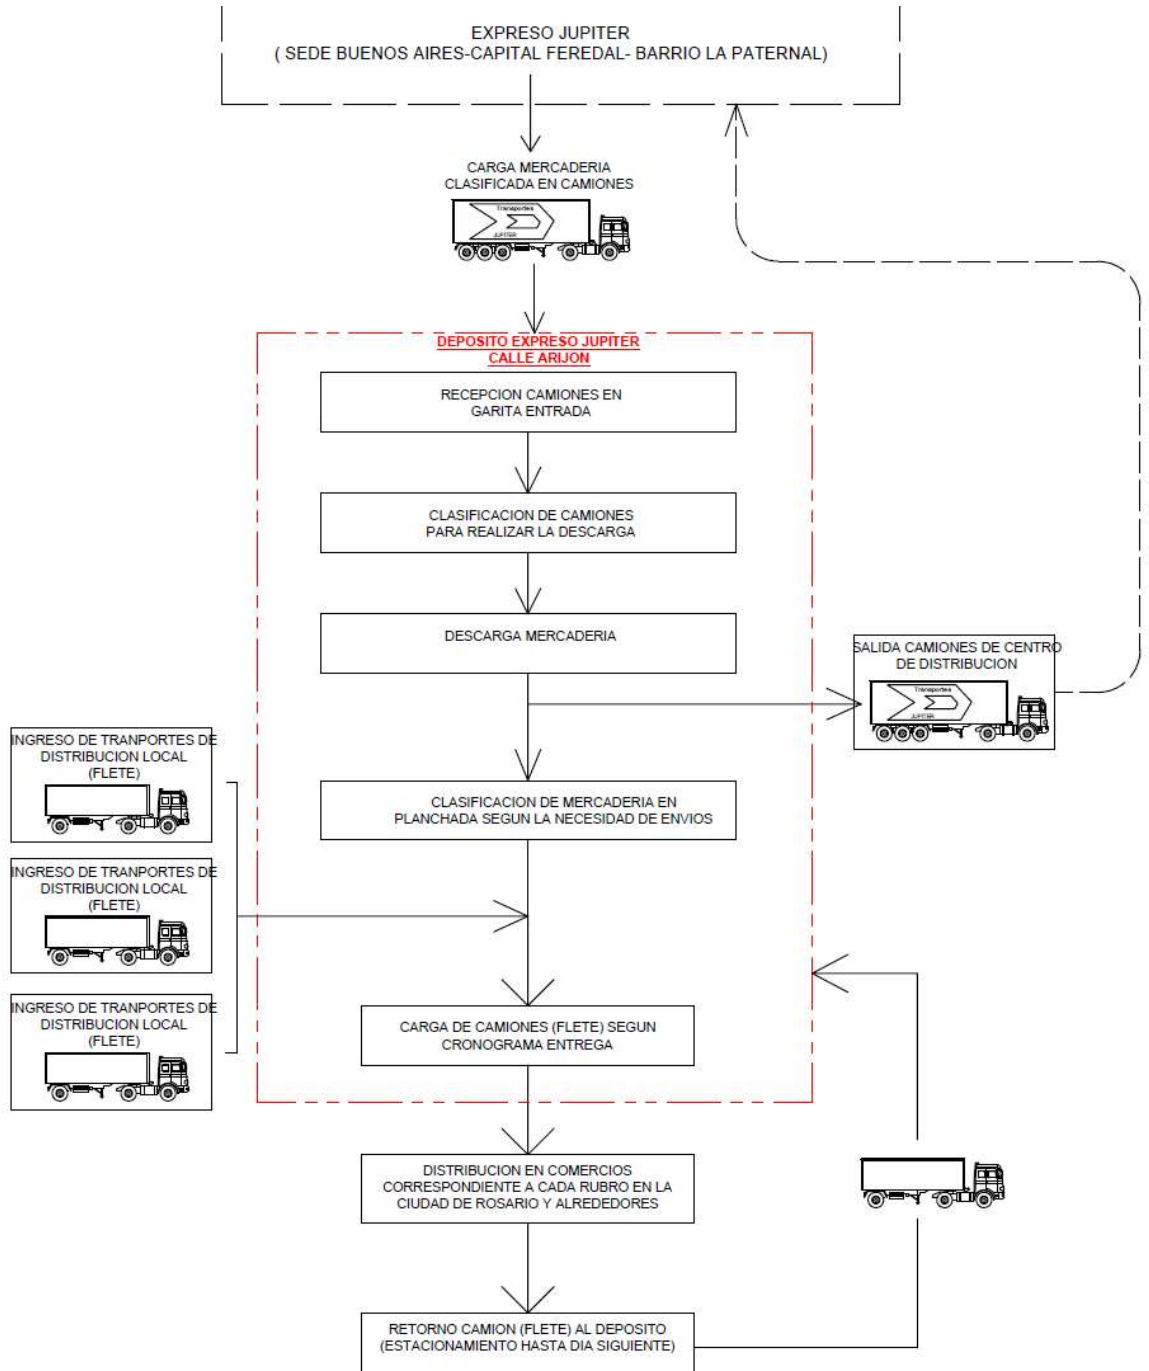 EXPRESO JUPITER
( SEDE BUENOS AIRES-CAPITAL FEREDAL- BARRIO LA PATERNAL)
CARGA MERCADERIA
CLASIFICADA EN CAMIONES
Transportes
JUPITER
DEPOSITO EXPRESO JUPITER
CALLE ARIJON
RECEPCION CAMIONES EN
GARITA ENTRADA
CLASIFICACION DE CAMIONES
PARA REALIZAR LA DESCARGA
DESCARGA MERCADERIA
SALIDA CAMIONES DE CENTRO
DE DISTRIBUCION
Transportes
JUPITER
INGRESO DE TRANPORTES DE
DISTRIBUCION LOCAL
(FLETE)
CLASIFICACION DE MERCADERIA EN
PLANCHADA SEGUN LA NECESIDAD DE ENVIOS
INGRESO DE TRANPORTES DE
DISTRIBUCION LOCAL
(FLETE)
INGRESO DE TRANPORTES DE
DISTRIBUCION LOCAL
(FLETE)
CARGA DE CAMIONES (FLETE) SEGUN
CRONOGRAMA ENTREGA
DISTRIBUCION EN COMERCIOS
CORRESPONDIENTE A CADA RUBRO EN LA
CIUDAD DE ROSARIO Y ALREDEDORES
RETORNO CAMION (FLETE) AL DEPOSITO
(ESTACIONAMIENTO HASTA DIA SIGUIENTE)